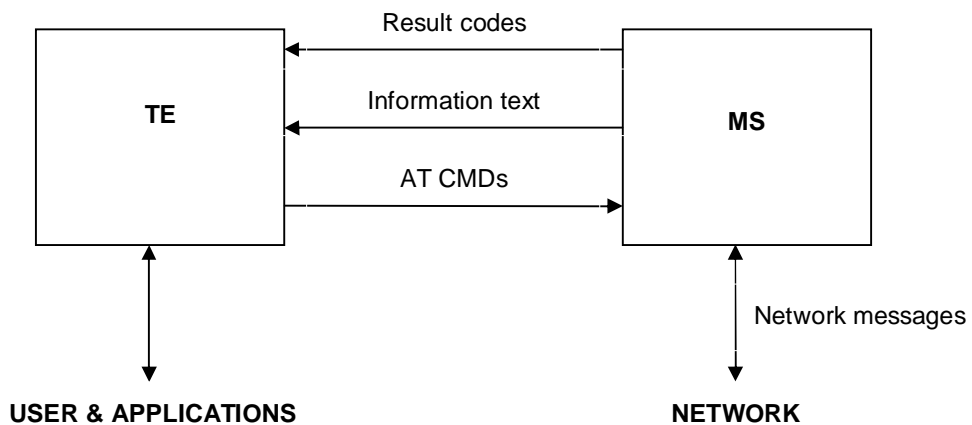 Result codes
Information text
TE
MS
AT CMDs
Network messages
USER & APPLICATIONS
NETWORK